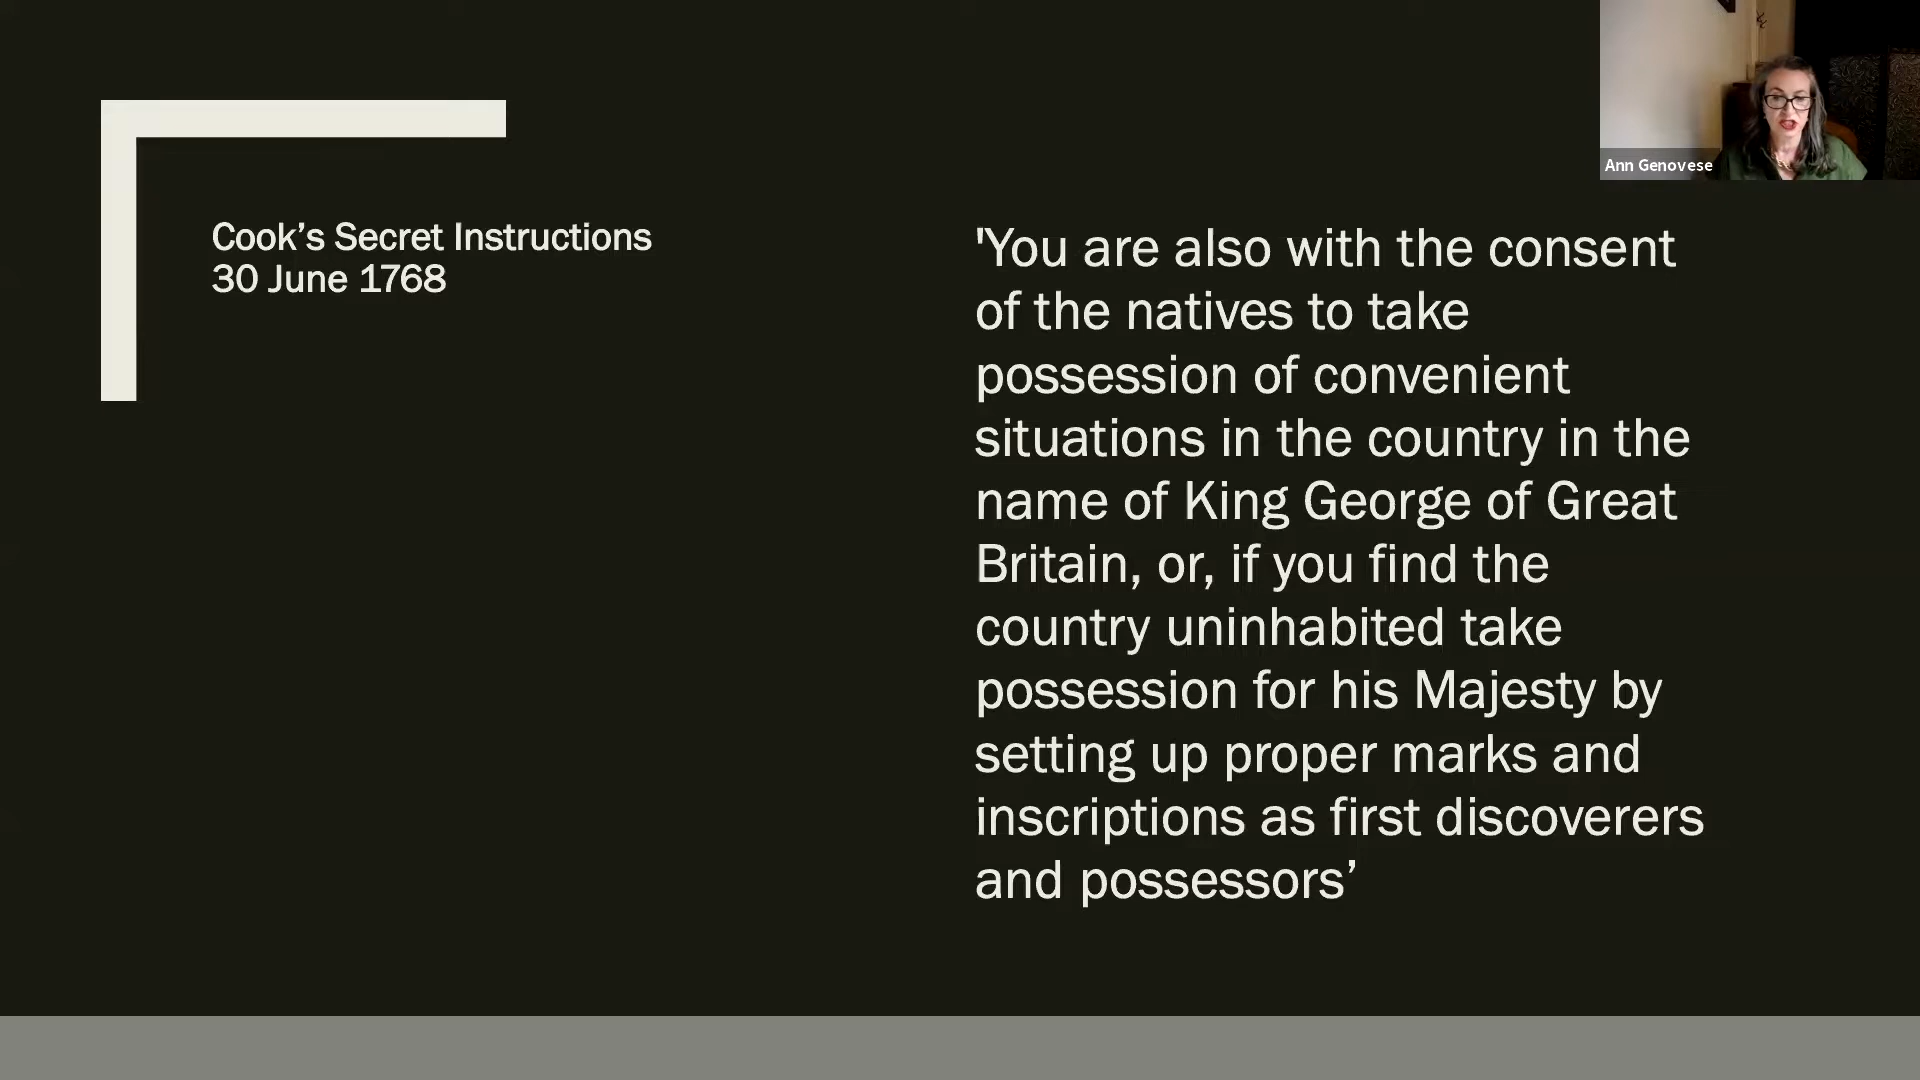 Cook’s Secret Instructions
30 June 1768
'You are also with the consent
of the natives to take
possession of convenient
situations in the country in the
name of King George of Great
Britain, or, if you find the
country uninhabited take
possession for his Majesty by
setting up proper marks and
inscriptions as first discoverers
and possessors’
Ann Genovese